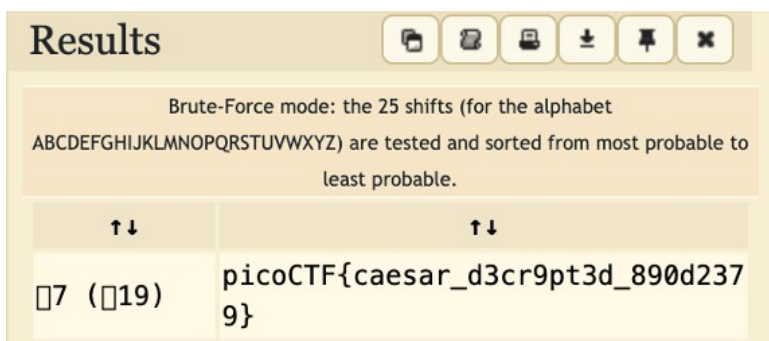 Results
Brute-Force mode: the 25 shifts (for the alphabet
ABCDEFGHIJKLMNOPQRSTUVWXYZ) are tested and sorted from most probable to
least probable.
↑↓ ↑↓
▯7 (▯19) picoCTF{caesar_d3cr9pt3d_890d237
9}